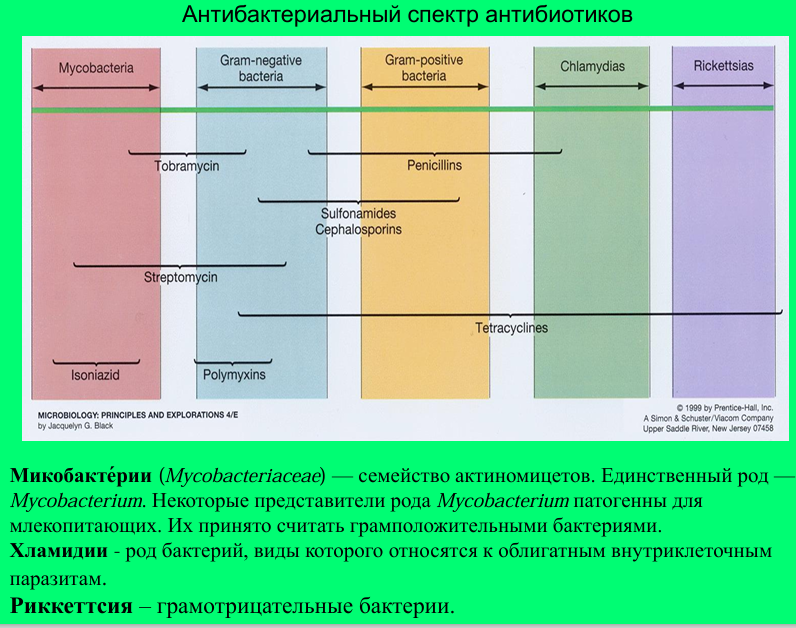 Антибактериальный спектр антибиотиков
Mycobacteria
Gram-negative
bacteria
Gram-positive
bacteria
Chlamydias
Rickettsias
Tobramycin
Penicillins
Sulfonamides
Cephalosporins
Streptomycin
Tetracyclines
Isoniazid
Polymyxins
MICROBIOLOGY: PRINCIPLES AND EXPLORATIONS 4/E
by Jacquelyn G. Black
© 1999 by Prentice-Hall, Inc.
A Simon & Schuster/Viacom Company
Upper Saddle River, New Jersey 07458
Микобакте́рии (Mycobacteriaceae) — семейство актиномицетов. Единственный род —
Mycobacterium. Некоторые представители рода Mycobacterium патогенны для
млекопитающих. Их принято считать грамположительными бактериями.
Хламидии - род бактерий, виды которого относятся к облигатным внутриклеточным
паразитам.
Риккеттсия – грамотрицательные бактерии.